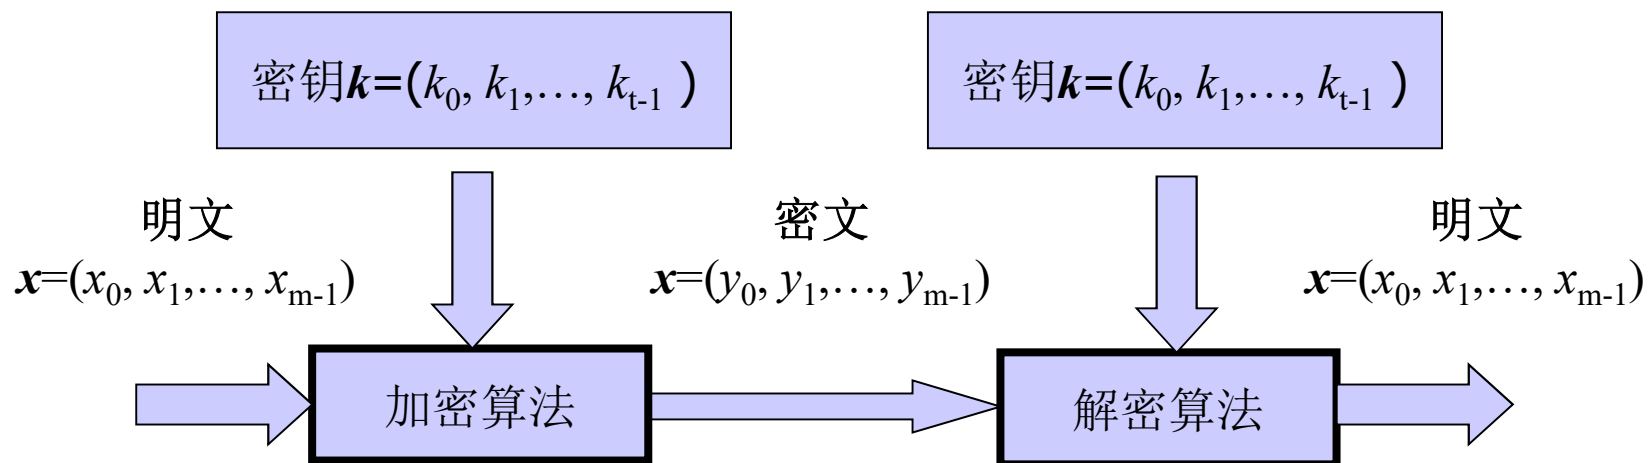 密钥k=(k₀, k₁,…, kₜ₋₁ )
密钥k=(k₀, k₁,…, kₜ₋₁ )
明文
x=(x₀, x₁,…, xₘ₋₁)
密文
x=(y₀, y₁,…, yₘ₋₁)
明文
x=(x₀, x₁,…, xₘ₋₁)
加密算法
解密算法